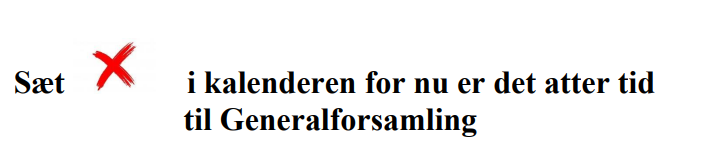 Sæt i kalenderen for nu er det atter tid
til Generalforsamling